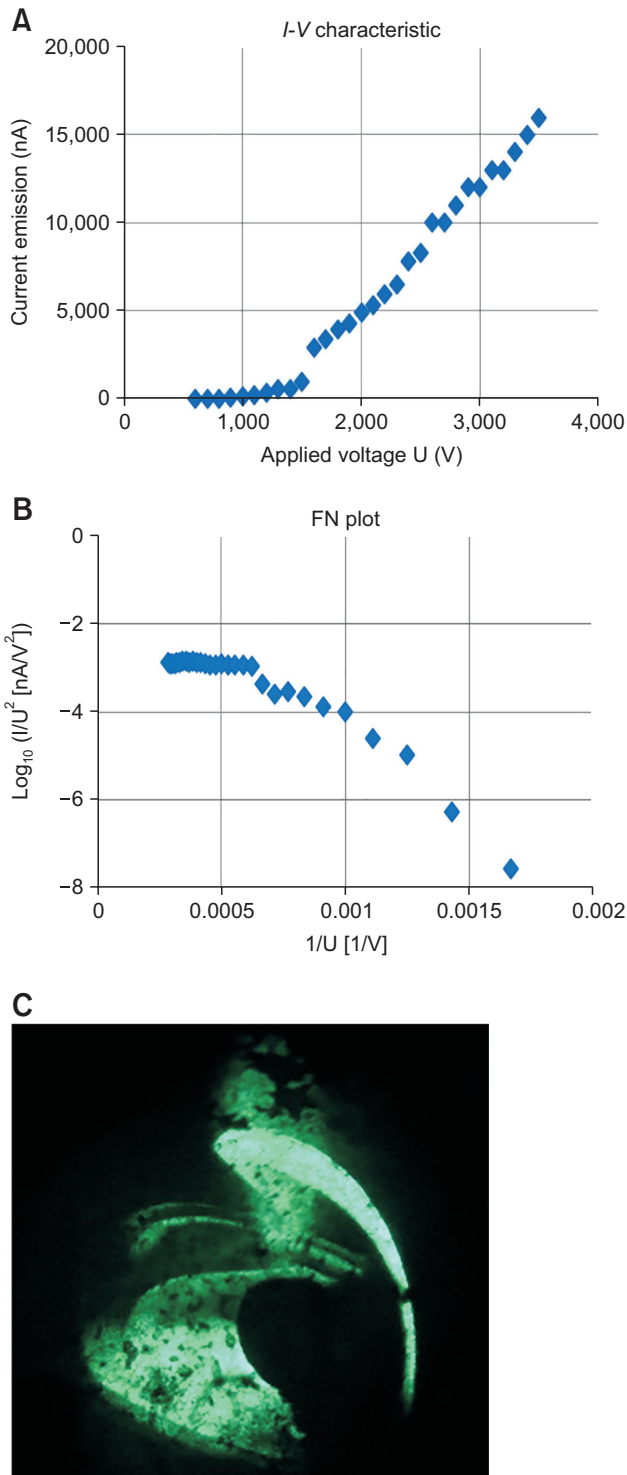 A
I-V characteristic
20,000
15,000
10,000
5,000
0
Current emission (nA)
0 1,000 2,000 3,000 4,000
Applied voltage U (V)
B
FN plot
0
−2
−4
−6
−8
Log₁₀ (I/U² [nA/V²])
0 0.0005 0.001 0.0015 0.002
1/U [1/V]
C